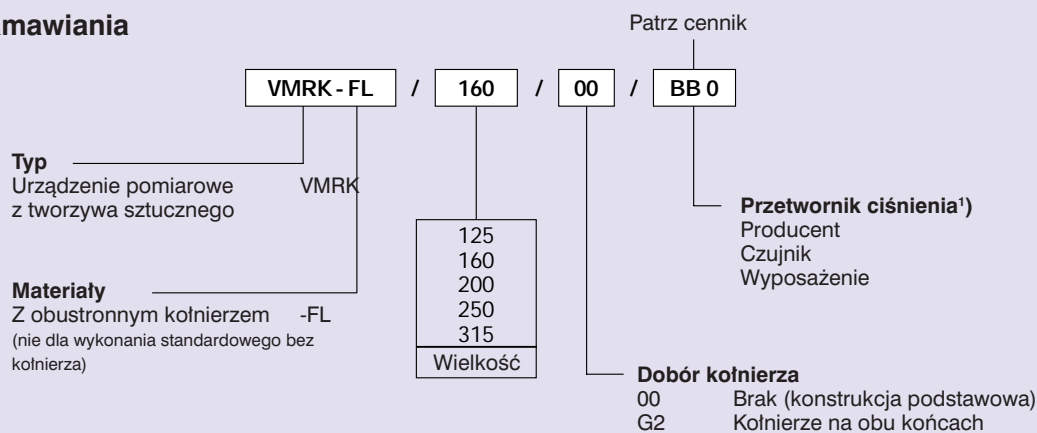 mawiania
Patrz cennik
VMRK - FL / 160 / 00 / BB 0
Typ
Urządzenie pomiarowe VMRK
z tworzywa sztucznego
Materiały
Z obustronnym kołnierzem -FL
(nie dla wykonania standardowego bez
kołnierza)
125
160
200
250
315
Wielkość
Przetwornik ciśnienia¹)
Producent
Czujnik
Wyposażenie
Dobór kołnierza
00 Brak (konstrukcja podstawowa)
G2 Kołnierze na obu końcach